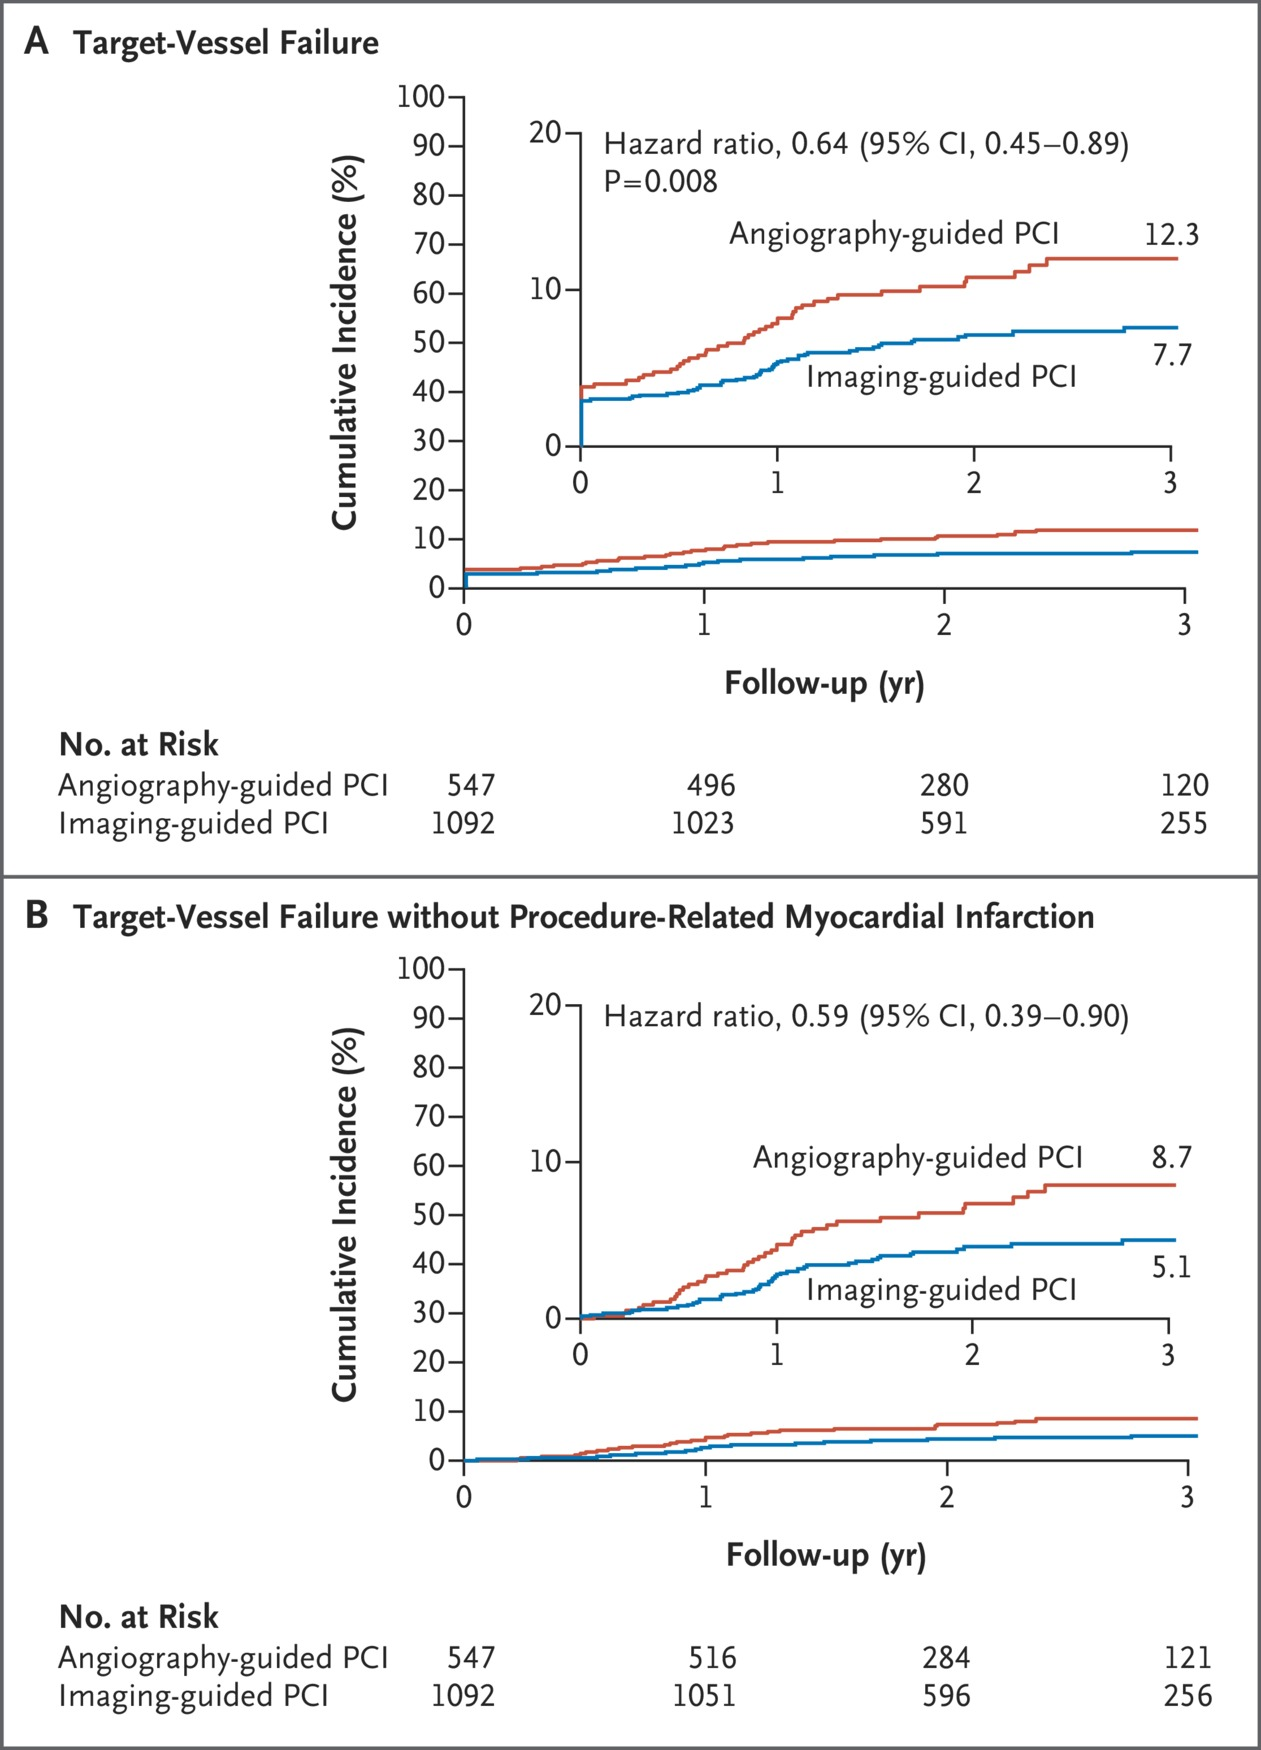 A Target-Vessel Failure
Cumulative Incidence (%)
100
90
80
70
60
50
40
30
20
10
0
0 1 2 3
20
10
0
0 1 2 3
Hazard ratio, 0.64 (95% CI, 0.45–0.89)
P=0.008
Angiography-guided PCI 12.3
Imaging-guided PCI 7.7
Follow-up (yr)
No. at Risk
Angiography-guided PCI 547 496 280 120
Imaging-guided PCI 1092 1023 591 255
B Target-Vessel Failure without Procedure-Related Myocardial Infarction
Cumulative Incidence (%)
100
90
80
70
60
50
40
30
20
10
0
0 1 2 3
20
10
0
0 1 2 3
Hazard ratio, 0.59 (95% CI, 0.39–0.90)
Angiography-guided PCI 8.7
Imaging-guided PCI 5.1
Follow-up (yr)
No. at Risk
Angiography-guided PCI 547 516 284 121
Imaging-guided PCI 1092 1051 596 256